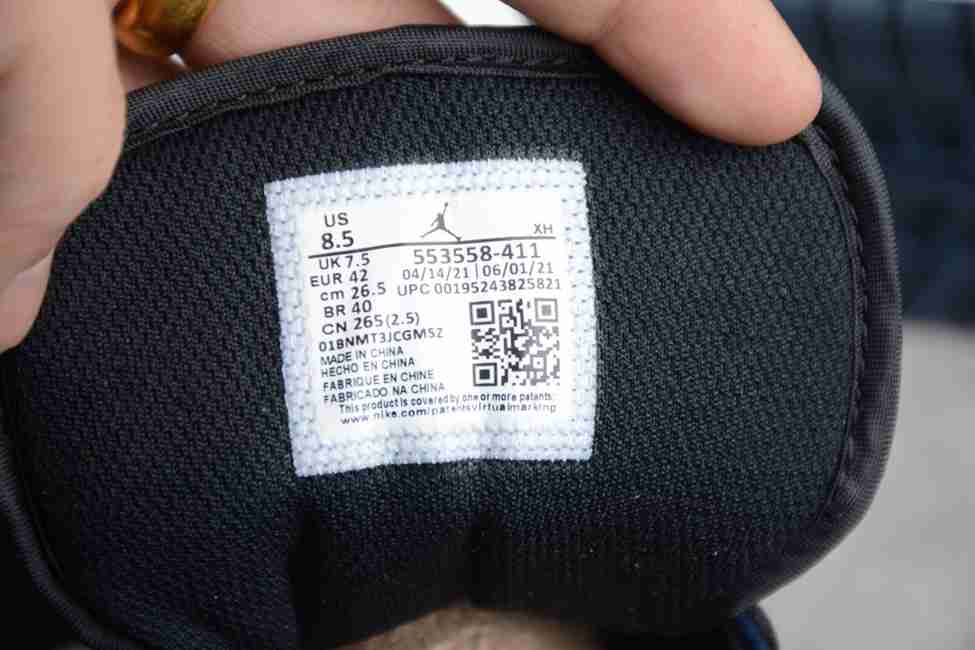 US
8.5
XH
UK 7.5
553558-411
EUR 42
04/14/21 | 06/01/21
cm 26.5
UPC 00195243825821
BR 40
CN 265(2.5)
01BNMT3JCGM5Z
MADE IN CHINA
HECHO EN CHINA
FABRIQUE EN CHINE
FABRICADO NA CHINA
This product is covered by one or more patents:
www.nike.com/patentsvirtualmarking